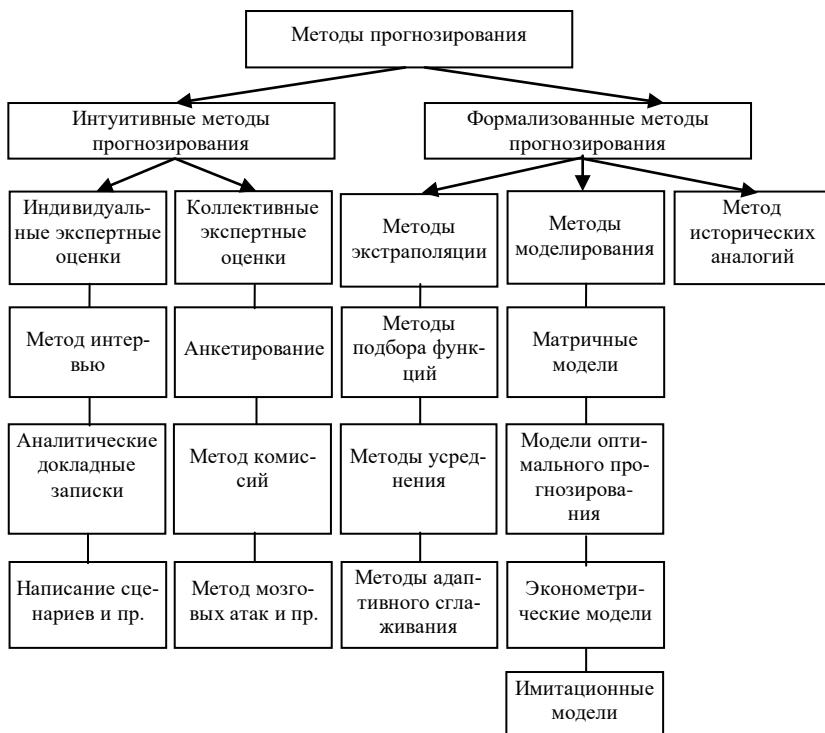 Методы прогнозирования
Интуитивные методы
прогнозирования
Формализованные методы
прогнозирования
Индивидуаль-
ные экспертные
оценки
Коллективные
экспертные
оценки
Методы
экстраполяции
Методы
моделирования
Метод
исторических
аналогий
Метод интер-
вью
Анкетирование
Методы
подбора функ-
ций
Матричные
модели
Аналитические
докладные
записки
Метод комис-
сий
Методы усред-
нения
Модели опти-
мального про-
гнозирова-
ния
Написание сце-
нариев и пр.
Метод мозго-
вых атак и пр.
Методы адап-
тивного сгла-
живания
Эконометри-
ческие модели
Имитационные
модели